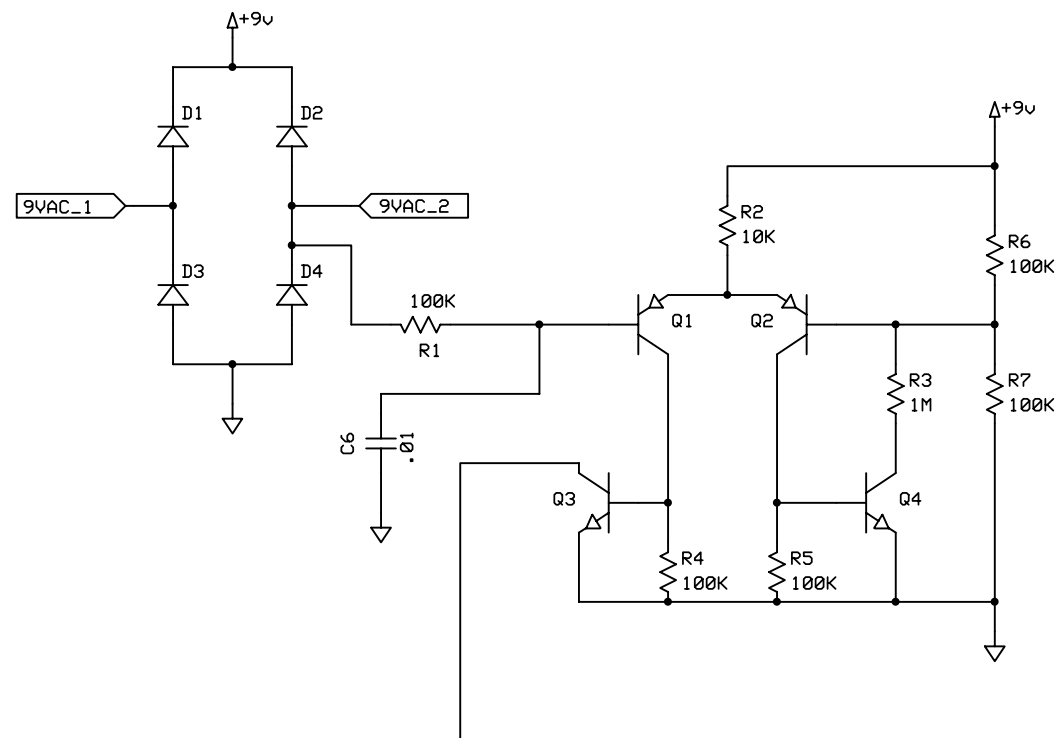 +9v
D1
D2
9VAC_1
9VAC_2
D3
D4
100K
R1
C6
.01
+9v
R2
10K
R6
100K
Q1
Q2
R3
1M
R7
100K
Q3
Q4
R4
100K
R5
100K